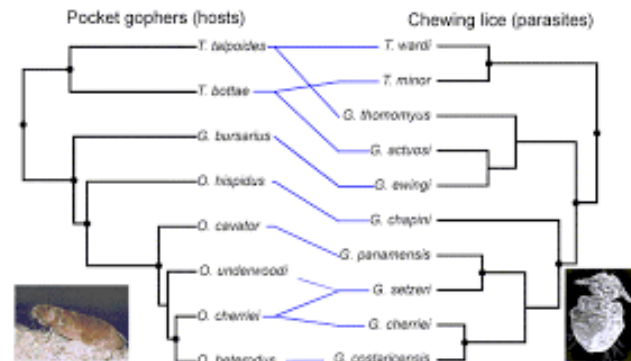 Pocket gophers (hosts)
Chewing lice (parasites)
T. talpoides
T. wardi
T. minor
T. bottae
G. thomomyus
G. bursarius
G. actuosi
O. hispidus
G. ewingi
G. chapini
O. cavator
G. panamensis
O. underwoodi
G. setzeri
O. cherriei
G. cherriei
O. heterodus
G. costaricensis